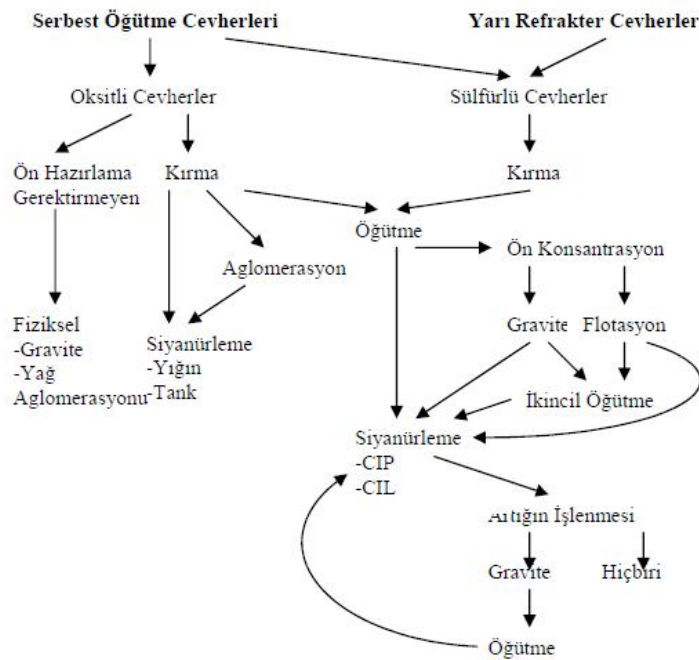 Serbest Öğütme Cevherleri
Yarı Refrakter Cevherler
Oksitli Cevherler
Sülfürlü Cevherler
Ön Hazırlama
Gerektirmeyen
Kırma
Kırma
Öğütme
Ön Konsantrasyon
Aglomerasyon
Fiziksel
-Gravite
-Yağ
Aglomerasyonu
Siyanürleme
-Yığın
-Tank
Gravite
Flotasyon
İkincil Öğütme
Siyanürleme
-CIP
-CIL
Artığın İşlenmesi
Gravite
Hiçbiri
Öğütme